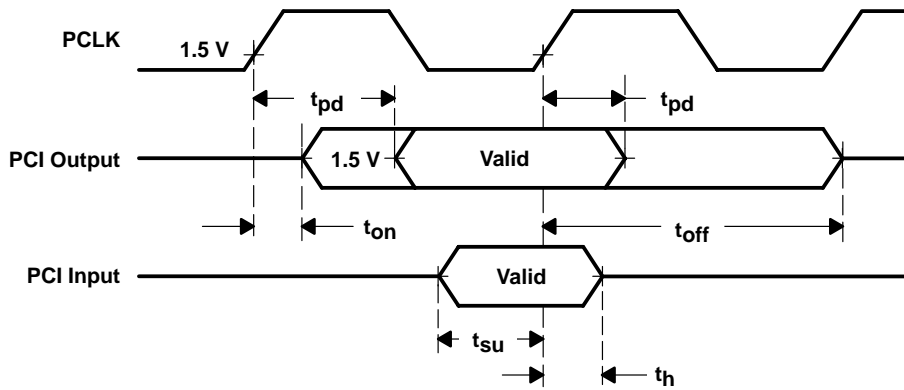 PCLK
1.5 V
tpd
tpd
PCI Output
1.5 V
Valid
ton
toff
PCI Input
Valid
tsu
th